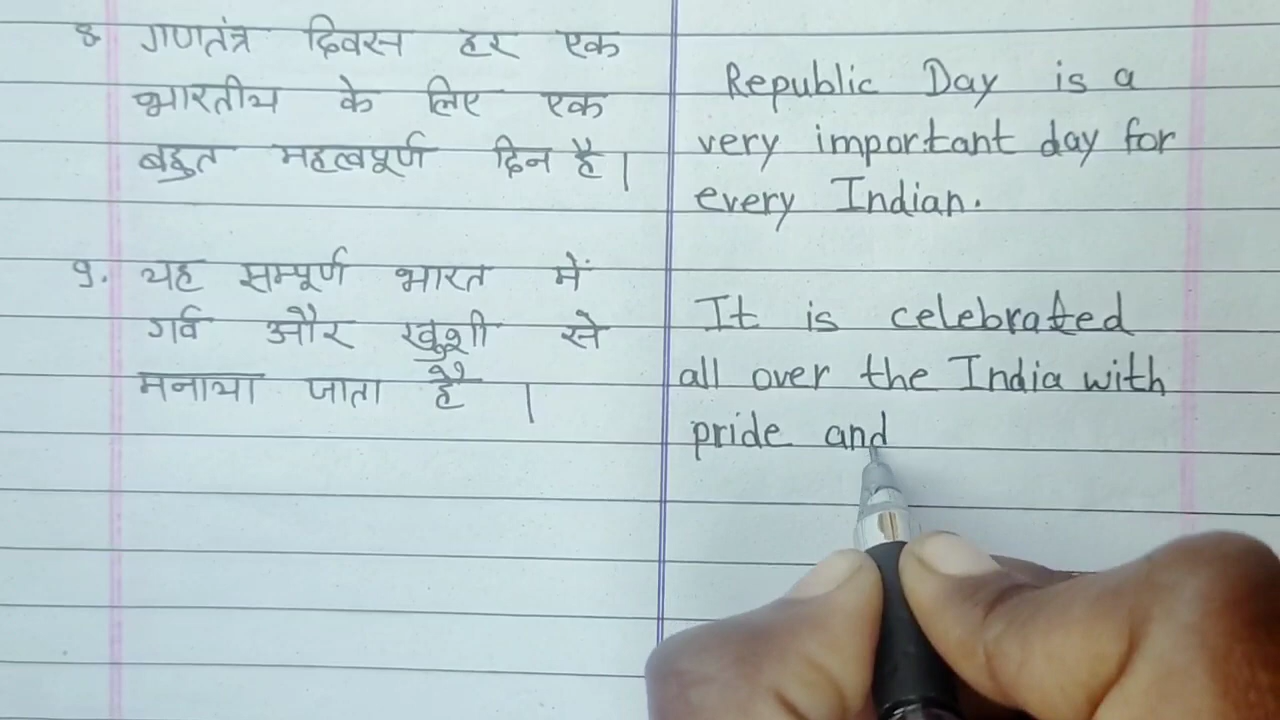 8 गणतंत्र दिवस हर एक
भारतीय के लिए एक
बहुत महत्वपूर्ण दिन है।
Republic Day is a
very important day for
every Indian.
9. यह सम्पूर्ण भारत में
गर्व और खुशी से
मनाया जाता है ।
It is celebrated
all over the India with
pride and